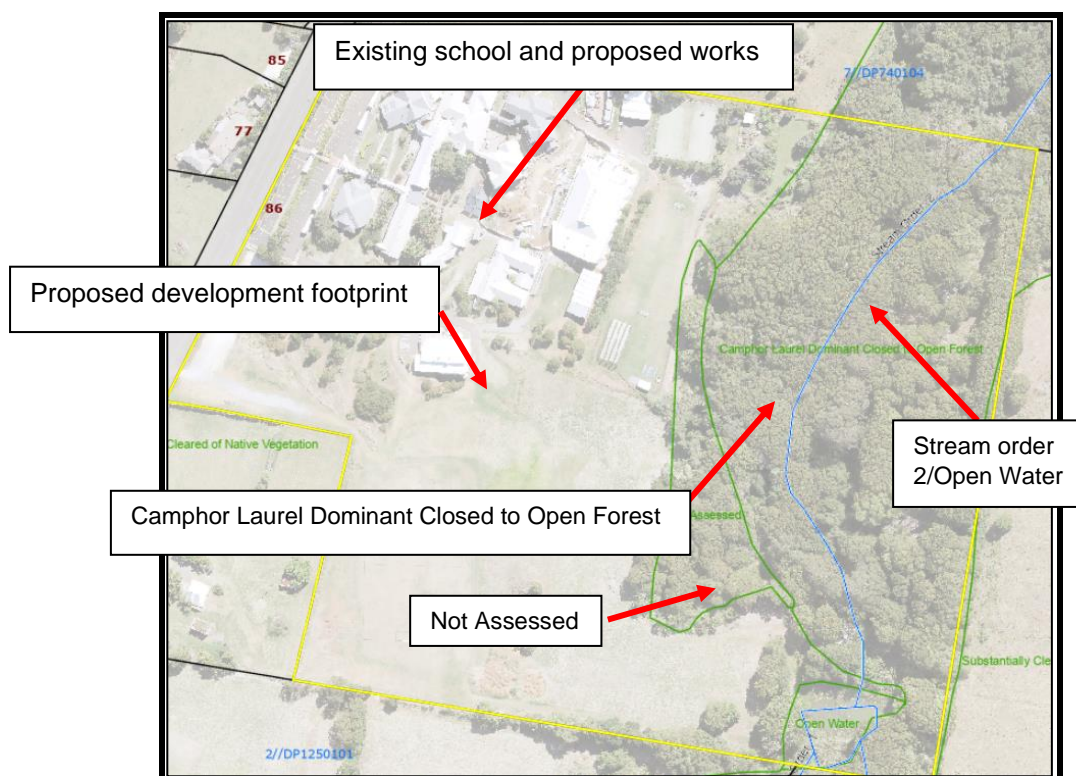 Existing school and proposed works
85
7//DP740104
77
86
Stream Order
Proposed development footprint
Camphor Laurel Dominant Closed to Open Forest
Cleared of Native Vegetation
Stream order
2/Open Water
Camphor Laurel Dominant Closed to Open Forest
Assessed
Not Assessed
Substantially Cle
Open Water
2//DP1250101